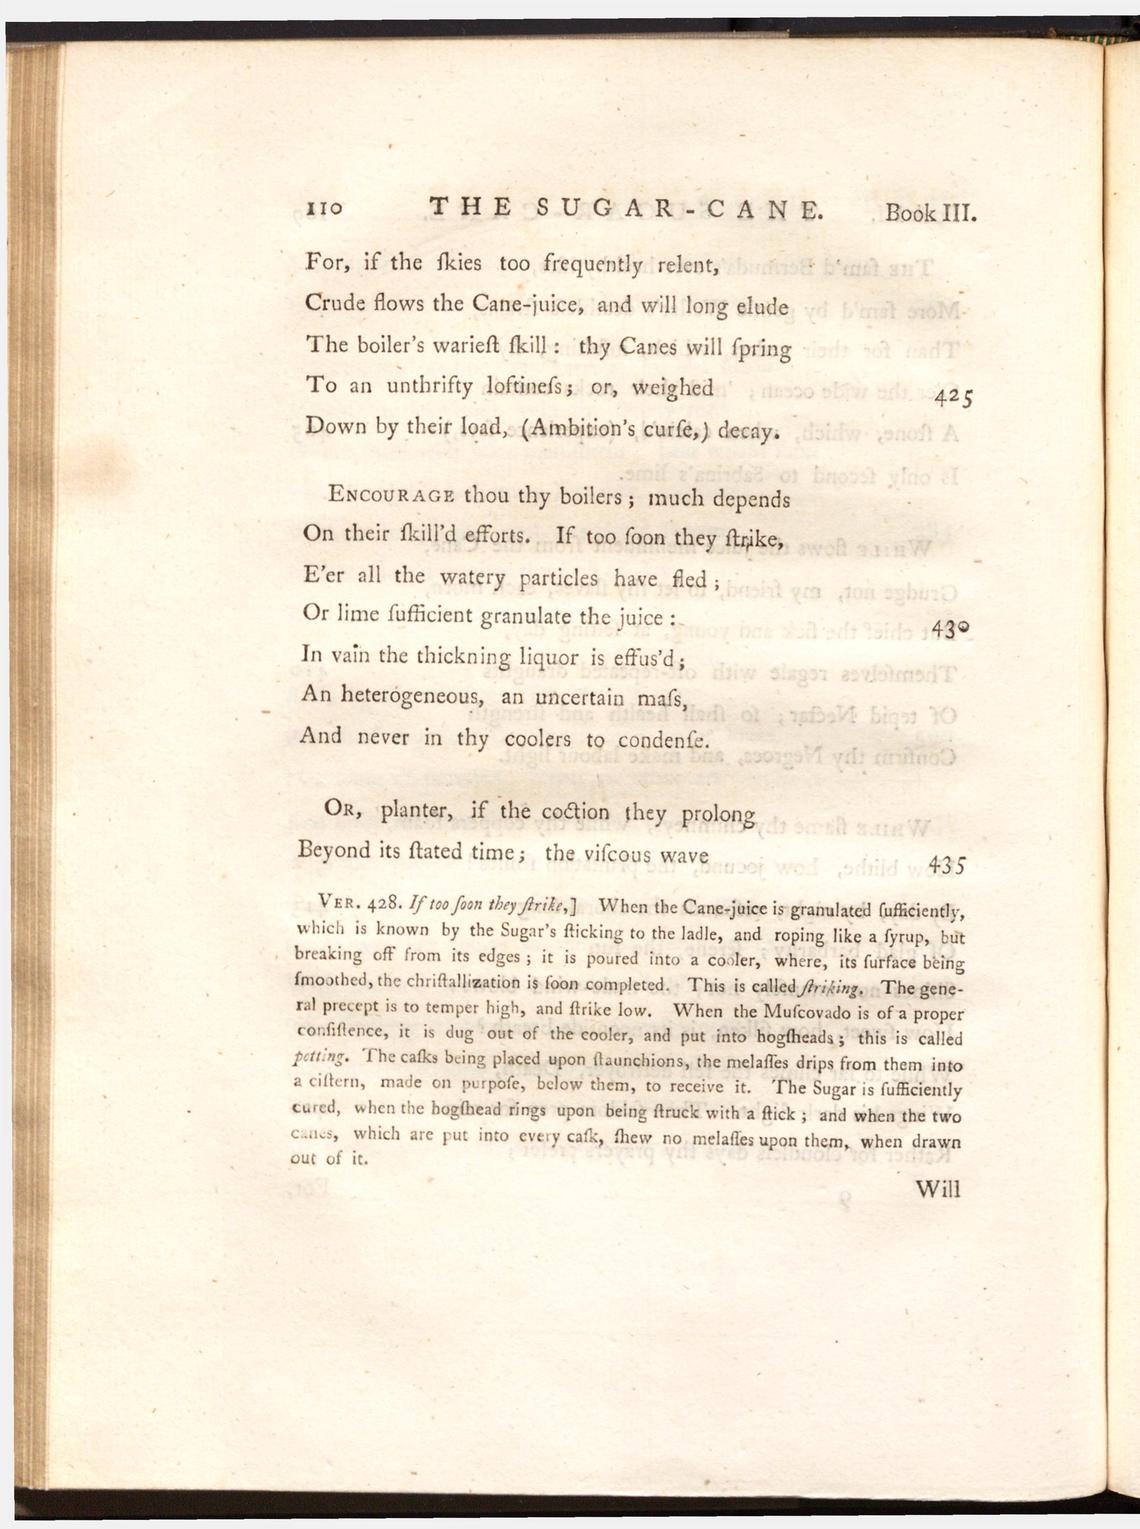 110 THE SUGAR-CANE. Book III.
For, if the ſkies too frequently relent,
Crude flows the Cane-juice, and will long elude
The boiler's warieſt ſkill: thy Canes will ſpring
To an unthrifty loftineſs; or, weighed 425
Down by their load, (Ambition's curſe,) decay.
ENCOURAGE thou thy boilers; much depends
On their ſkill'd efforts. If too ſoon they ſtrike,
E'er all the watery particles have fled;
Or lime ſufficient granulate the juice: 430
In vain the thickning liquor is effus'd;
An heterogeneous, an uncertain maſs,
And never in thy coolers to condenſe.
OR, planter, if the coction they prolong
Beyond its ſtated time; the viſcous wave 435
VER. 428. If too ſoon they ſtrike,] When the Cane-juice is granulated ſufficiently,
which is known by the Sugar's ſticking to the ladle, and roping like a ſyrup, but
breaking off from its edges; it is poured into a cooler, where, its ſurface being
ſmoothed, the chriſtallization is ſoon completed. This is called ſtriking. The gene-
ral precept is to temper high, and ſtrike low. When the Muſcovado is of a proper
conſiſtence, it is dug out of the cooler, and put into hogſheads; this is called
potting. The caſks being placed upon ſtaunchions, the melaſſes drips from them into
a ciſtern, made on purpoſe, below them, to receive it. The Sugar is ſufficiently
cured, when the hogſhead rings upon being ſtruck with a ſtick; and when the two
canes, which are put into every caſk, ſhew no melaſſes upon them, when drawn
out of it.
Will